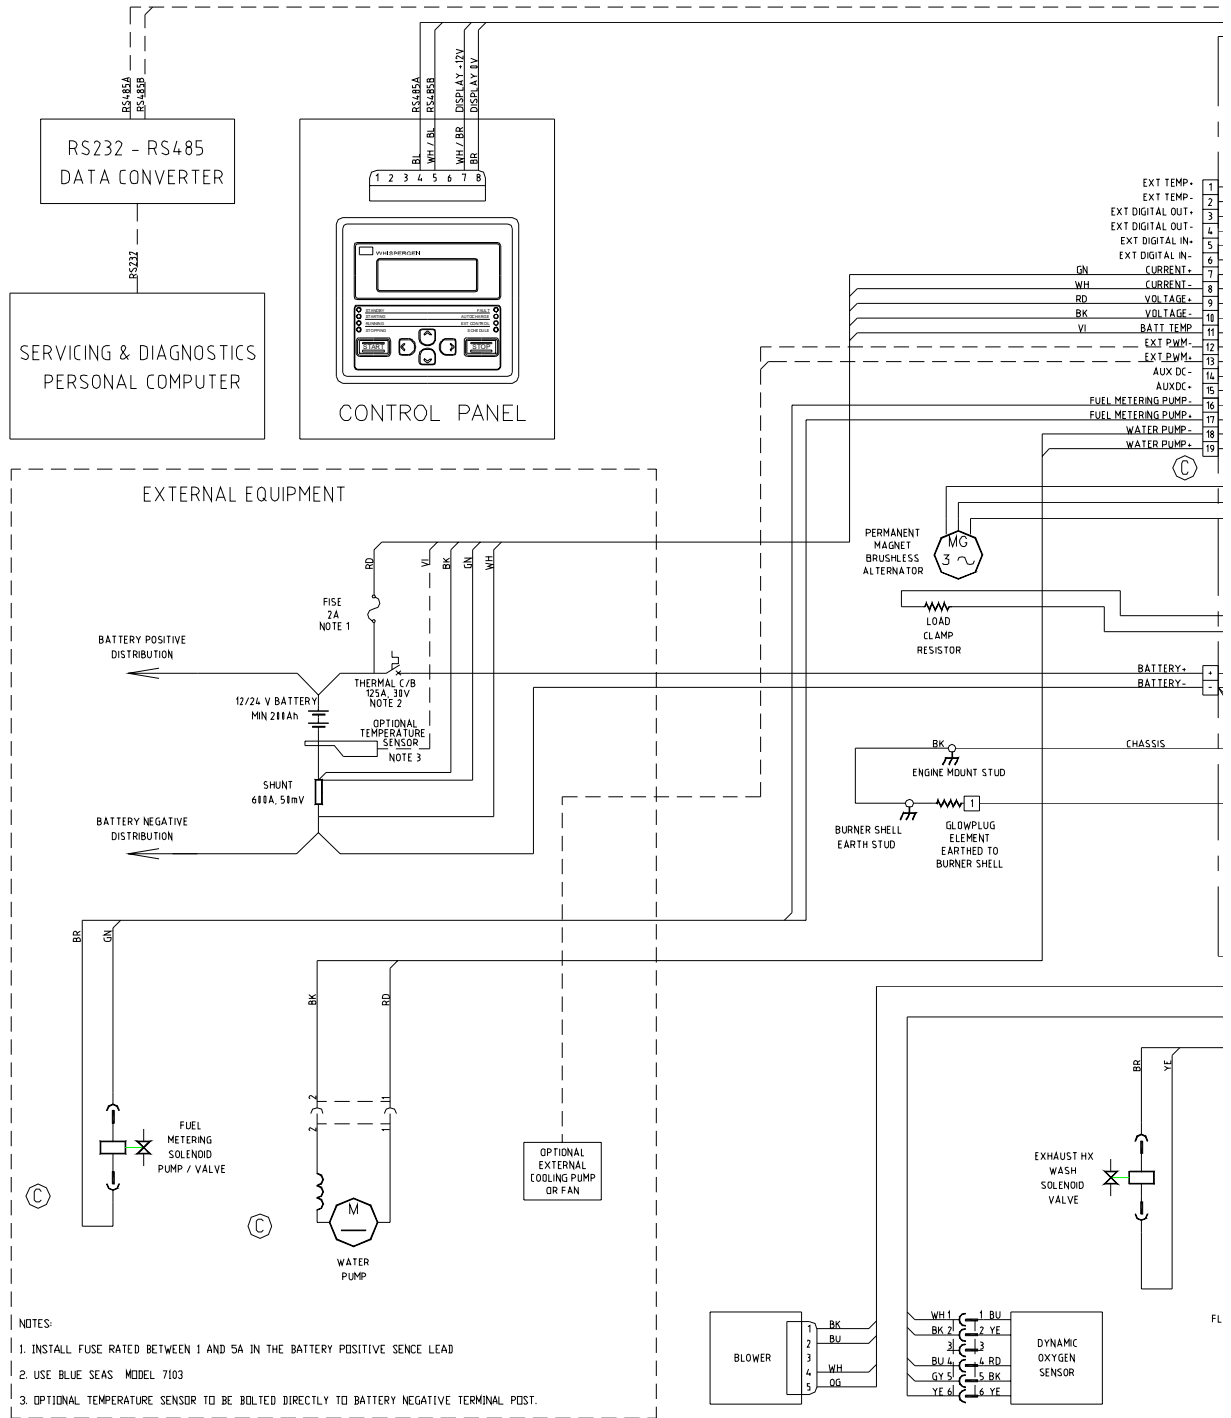 RS485A
RS485B
RS232 - RS485
DATA CONVERTER
RS232
SERVICING & DIAGNOSTICS
PERSONAL COMPUTER
RS485A
RS485B
DISPLAY +12V
DISPLAY 0V
BL
WH / BL
WH / BR
BR
1 2 3 4 5 6 7 8
WHISPERGEN
STANDBY FAULT
STARTING AUTOCHARGE
RUNNING EXT CONTROL
STOPPING SCHEDULE
START STOP
CONTROL PANEL
EXT TEMP+ 1
EXT TEMP- 2
EXT DIGITAL OUT+ 3
EXT DIGITAL OUT- 4
EXT DIGITAL IN+ 5
EXT DIGITAL IN- 6
GN CURRENT+ 7
WH CURRENT- 8
RD VOLTAGE+ 9
BK VOLTAGE- 10
VI BATT TEMP 11
EXT PWM- 12
EXT PWM+ 13
AUX DC- 14
AUXDC+ 15
FUEL METERING PUMP- 16
FUEL METERING PUMP+ 17
WATER PUMP- 18
WATER PUMP+ 19
C
EXTERNAL EQUIPMENT
PERMANENT
MAGNET
BRUSHLESS
ALTERNATOR
MG
3
LOAD
CLAMP
RESISTOR
RD
VI
BK
GN
WH
FISE
2A
NOTE 1
BATTERY POSITIVE
DISTRIBUTION
THERMAL C/B
125A, 30V
NOTE 2
12/24 V BATTERY
MIN 200Ah
OPTIONAL
TEMPERATURE
SENSOR
NOTE 3
SHUNT
600A, 50mV
BATTERY NEGATIVE
DISTRIBUTION
BATTERY+ +
BATTERY- -
BK
CHASSIS
ENGINE MOUNT STUD
1
BURNER SHELL
EARTH STUD
GLOWPLUG
ELEMENT
EARTHED TO
BURNER SHELL
BR
GN
BK
RD
2
1
2
1
FUEL
METERING
SOLENOID
PUMP / VALVE
C
C
M
WATER
PUMP
OPTIONAL
EXTERNAL
COOLING PUMP
OR FAN
BR
YE
EXHAUST HX
WASH
SOLENOID
VALVE
BLOWER
1 BK
2 BU
3
4 WH
5 OG
WH 1 1 BU
BK 2 2 YE
3 3
BU 4 4 RD
GY 5 5 BK
YE 6 6 YE
DYNAMIC
OXYGEN
SENSOR
FL
NOTES:
1. INSTALL FUSE RATED BETWEEN 1 AND 5A IN THE BATTERY POSITIVE SENCE LEAD
2. USE BLUE SEAS MODEL 7103
3. OPTIONAL TEMPERATURE SENSOR TO BE BOLTED DIRECTLY TO BATTERY NEGATIVE TERMINAL POST.